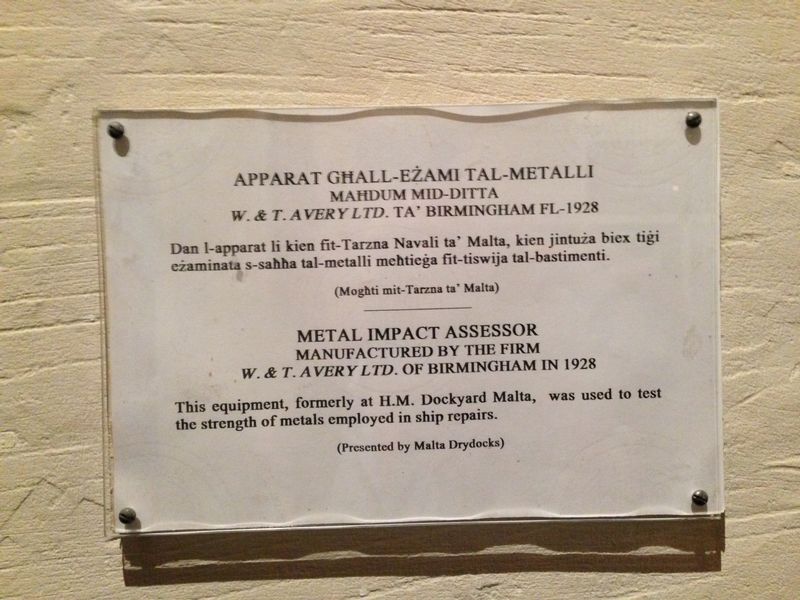 APPARAT GĦALL-EŻAMI TAL-METALLI
MAĦDUM MID-DITTA
W. & T. AVERY LTD. TA' BIRMINGHAM FL-1928
Dan l-apparat li kien fit-Tarzna Navali ta' Malta, kien jintuża biex tiġi
eżaminata s-saħħa tal-metalli meħtieġa fit-tiswija tal-bastimenti.
(Mogħti mit-Tarzna ta' Malta)
METAL IMPACT ASSESSOR
MANUFACTURED BY THE FIRM
W. & T. AVERY LTD. OF BIRMINGHAM IN 1928
This equipment, formerly at H.M. Dockyard Malta, was used to test
the strength of metals employed in ship repairs.
(Presented by Malta Drydocks)